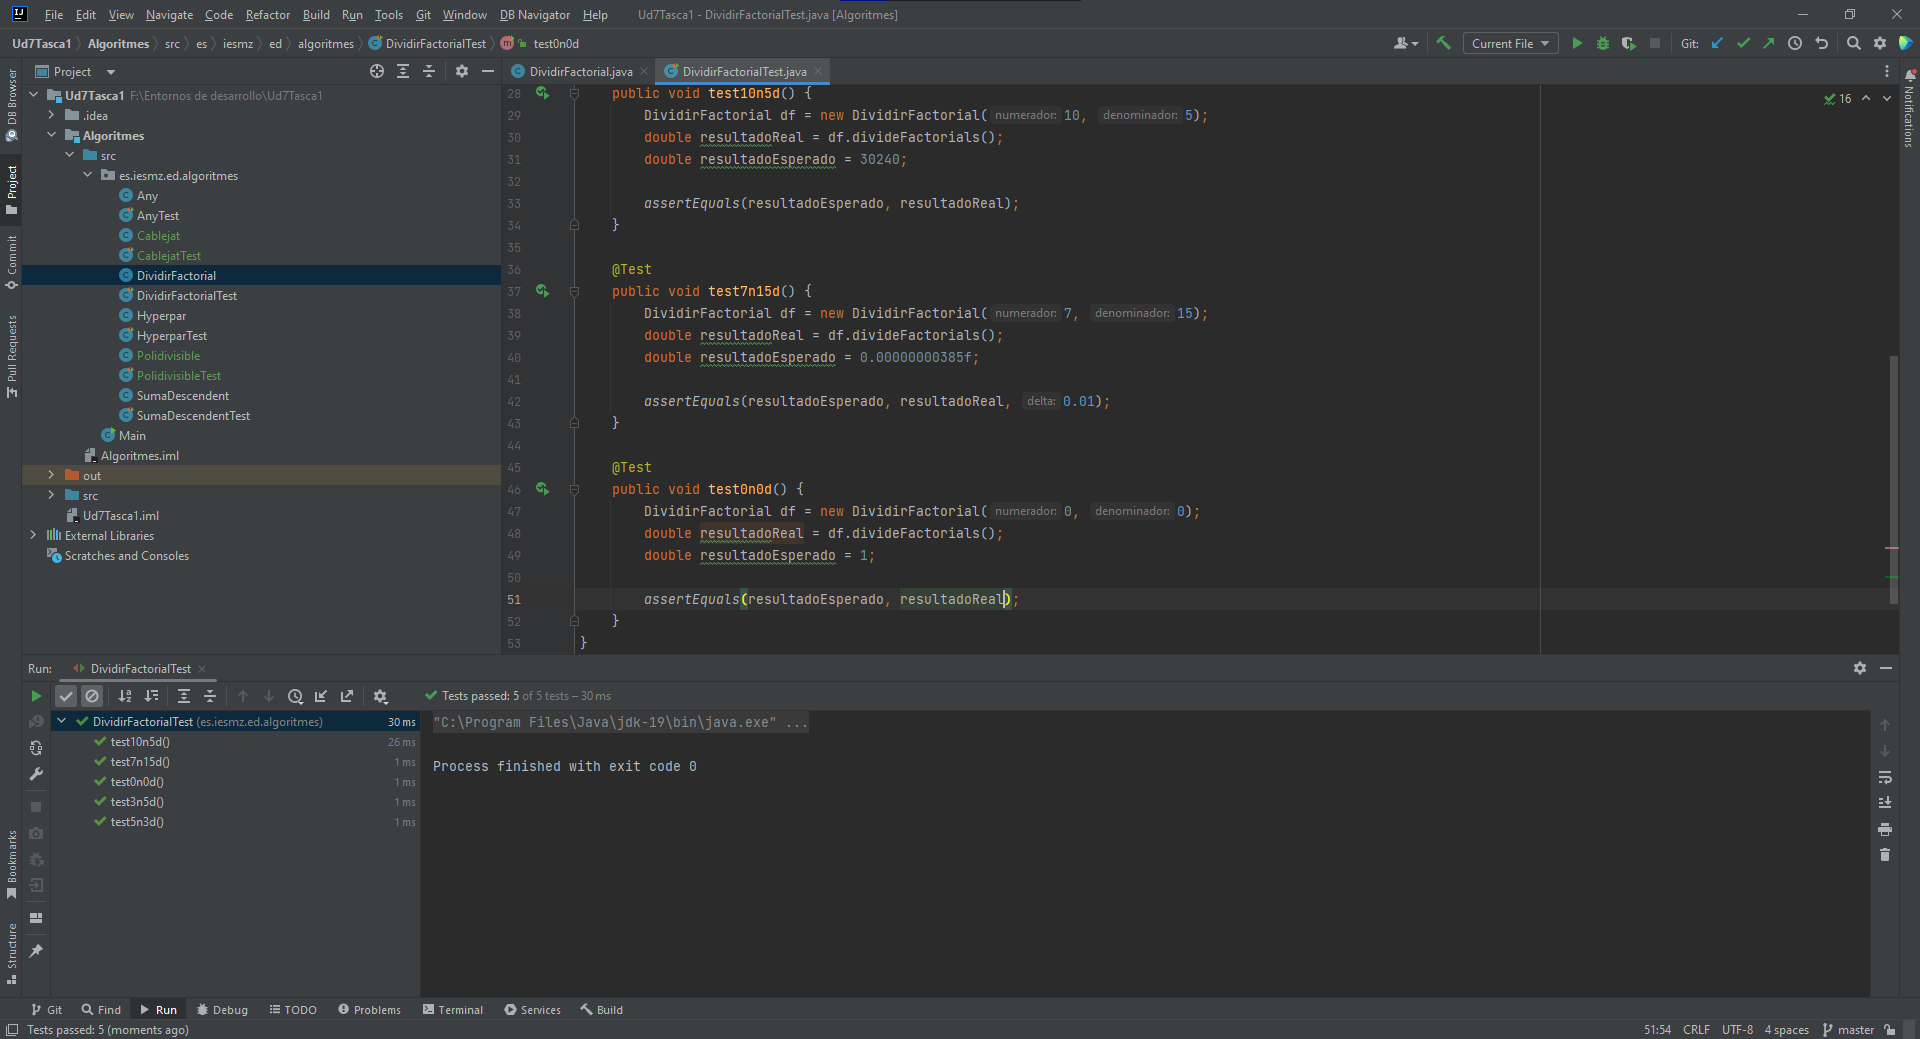 File Edit View Navigate Code Refactor Build Run Tools Git Window DB Navigator Help Ud7Tasca1 - DividirFactorialTest.java [Algoritmes]
Ud7Tasca1 Algoritmes src es iesmz ed algoritmes DividirFactorialTest test0n0d Current File Git:
Project DividirFactorial.java DividirFactorialTest.java
DB Browser
Project
Commit
Pull Requests
Bookmarks
Structure
Notifications
Ud7Tasca1 F:\Entornos de desarrollo\Ud7Tasca1
.idea
Algoritmes
src
es.iesmz.ed.algoritmes
Any
AnyTest
Cablejat
CablejatTest
DividirFactorial
DividirFactorialTest
Hyperpar
HyperparTest
Polidivisible
PolidivisibleTest
SumaDescendent
SumaDescendentTest
Main
Algoritmes.iml
out
src
Ud7Tasca1.iml
External Libraries
Scratches and Consoles
16
28 public void test10n5d() {
29 DividirFactorial df = new DividirFactorial( numerador: 10, denominador: 5);
30 double resultadoReal = df.divideFactorials();
31 double resultadoEsperado = 30240;
32
33 assertEquals(resultadoEsperado, resultadoReal);
34 }
35
36 @Test
37 public void test7n15d() {
38 DividirFactorial df = new DividirFactorial( numerador: 7, denominador: 15);
39 double resultadoReal = df.divideFactorials();
40 double resultadoEsperado = 0.00000000385f;
41
42 assertEquals(resultadoEsperado, resultadoReal, delta: 0.01);
43 }
44
45 @Test
46 public void test0n0d() {
47 DividirFactorial df = new DividirFactorial( numerador: 0, denominador: 0);
48 double resultadoReal = df.divideFactorials();
49 double resultadoEsperado = 1;
50
51 assertEquals(resultadoEsperado, resultadoReal);
52 }
53 }
Run: DividirFactorialTest
Tests passed: 5 of 5 tests – 30 ms
DividirFactorialTest (es.iesmz.ed.algoritmes) 30 ms
test10n5d() 26 ms
test7n15d() 1 ms
test0n0d() 1 ms
test3n5d() 1 ms
test5n3d() 1 ms
"C:\Program Files\Java\jdk-19\bin\java.exe" ...
Process finished with exit code 0
Git Find Run Debug TODO Problems Terminal Services Build
Tests passed: 5 (moments ago) 51:54 CRLF UTF-8 4 spaces master